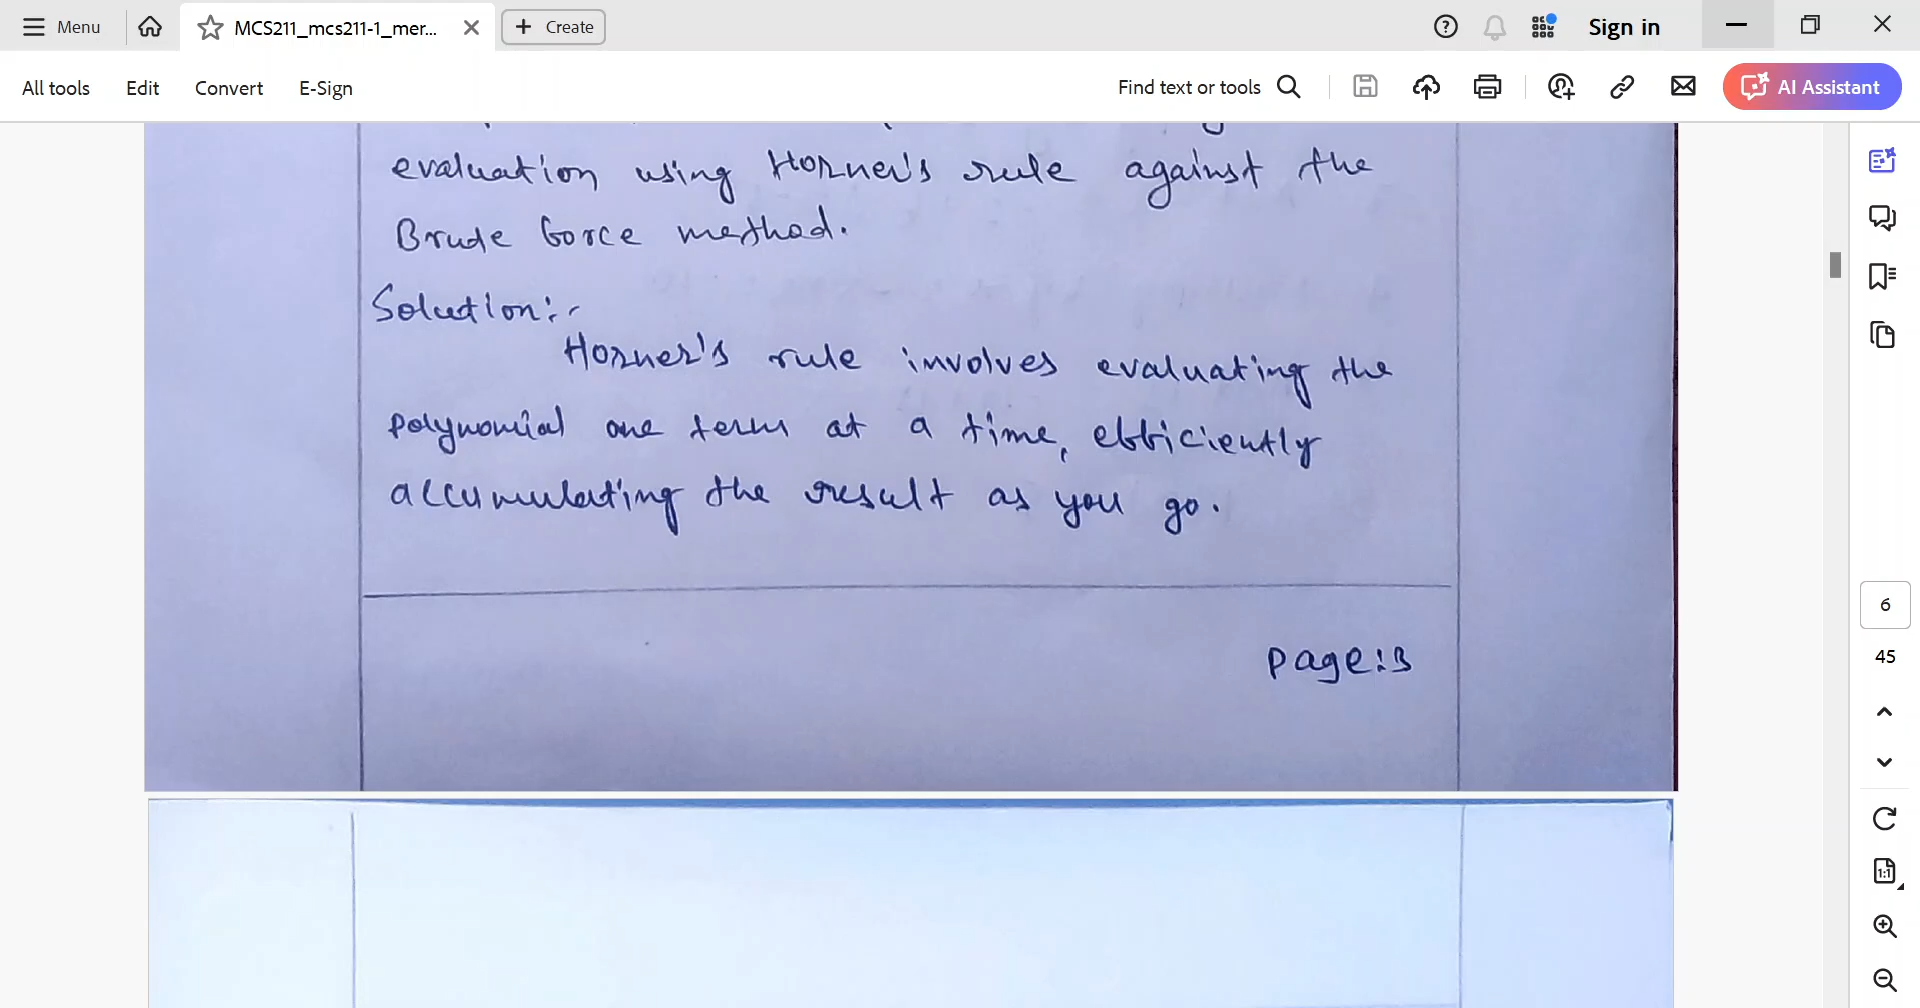 Menu
MCS211_mcs211-1_mer...
Create
Sign in
All tools
Edit
Convert
E-Sign
Find text or tools
AI Assistant
evaluation using Horner's rule against the
Brude force method.
Solution:-
Horner's rule involves evaluating the
polynomial one term at a time, efficiently
accumulating the result as you go.
page:3
6
45